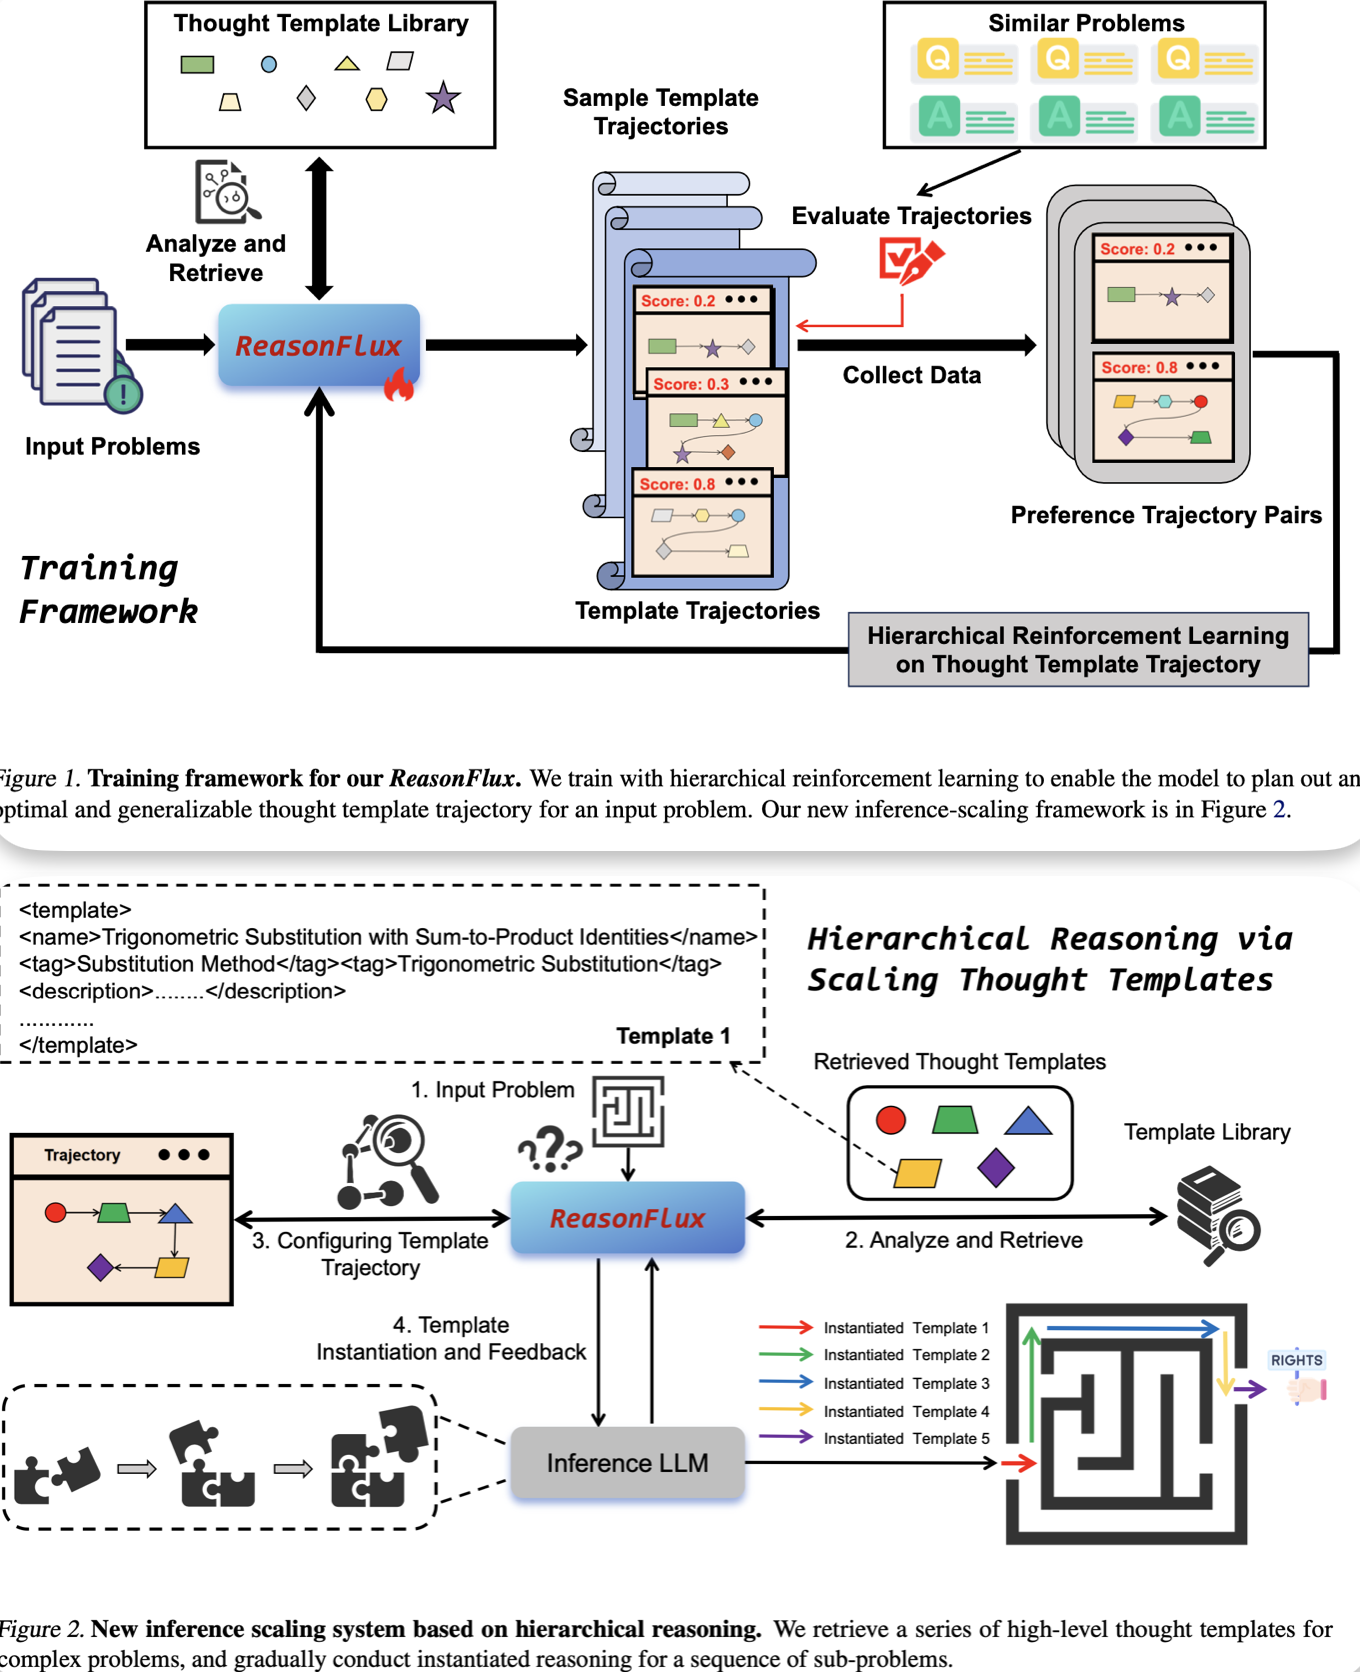 Thought Template Library
Similar Problems
Q Q Q
A A A
Sample Template
Trajectories
Analyze and
Retrieve
Evaluate Trajectories
Input Problems
ReasonFlux
Score: 0.2
Score: 0.3
Score: 0.8
Collect Data
Score: 0.2
Score: 0.8
Preference Trajectory Pairs
Template Trajectories
Training
Framework
Hierarchical Reinforcement Learning
on Thought Template Trajectory
Figure 1. Training framework for our ReasonFlux. We train with hierarchical reinforcement learning to enable the model to plan out an
optimal and generalizable thought template trajectory for an input problem. Our new inference-scaling framework is in Figure 2.
<template>
<name>Trigonometric Substitution with Sum-to-Product Identities</name>
<tag>Substitution Method</tag><tag>Trigonometric Substitution</tag>
<description>........</description>
............
</template>
Template 1
Hierarchical Reasoning via
Scaling Thought Templates
1. Input Problem
???
Retrieved Thought Templates
Template Library
Trajectory
ReasonFlux
2. Analyze and Retrieve
3. Configuring Template
Trajectory
4. Template
Instantiation and Feedback
Inference LLM
Instantiated Template 1
Instantiated Template 2
Instantiated Template 3
Instantiated Template 4
Instantiated Template 5
RIGHTS
Figure 2. New inference scaling system based on hierarchical reasoning. We retrieve a series of high-level thought templates for
complex problems, and gradually conduct instantiated reasoning for a sequence of sub-problems.